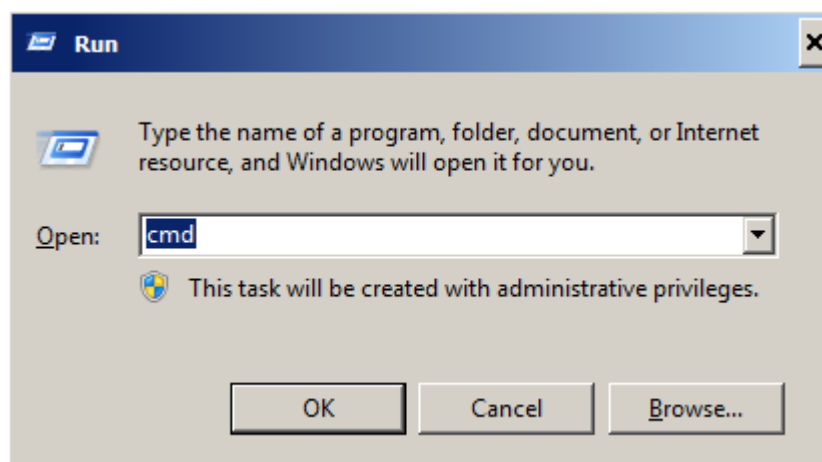 Run
Type the name of a program, folder, document, or Internet
resource, and Windows will open it for you.
Open: cmd
This task will be created with administrative privileges.
OK Cancel Browse...